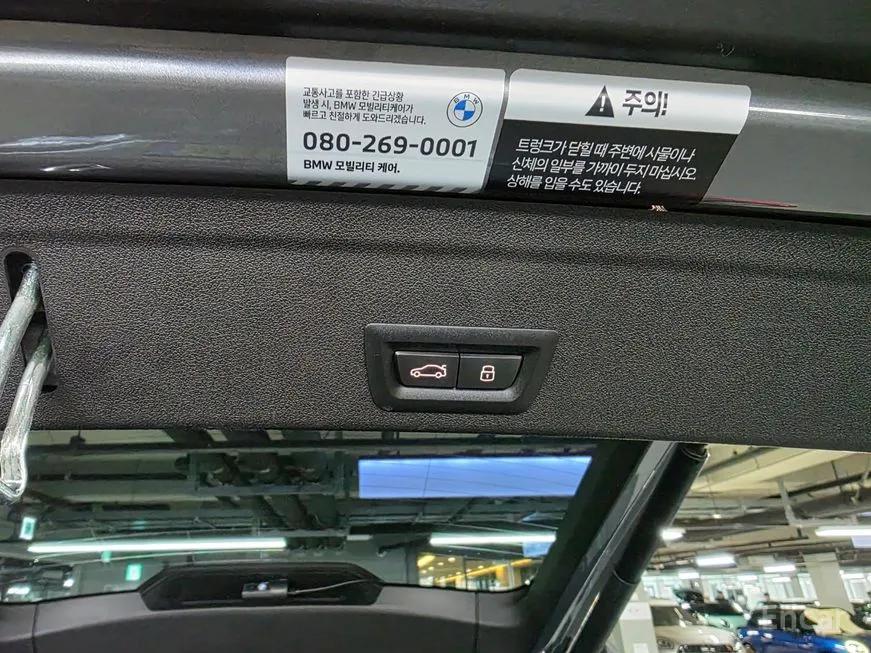 교통사고를 포함한 긴급상황
발생 시, BMW 모빌리티케어가
빠르고 친절하게 도와드리겠습니다.
080-269-0001
BMW 모빌리티 케어.
BMW
주의!
트렁크가 닫힐 때 주변에 사물이나
신체의 일부를 가까이 두지 마십시오.
상해를 입을 수도 있습니다.
Encar